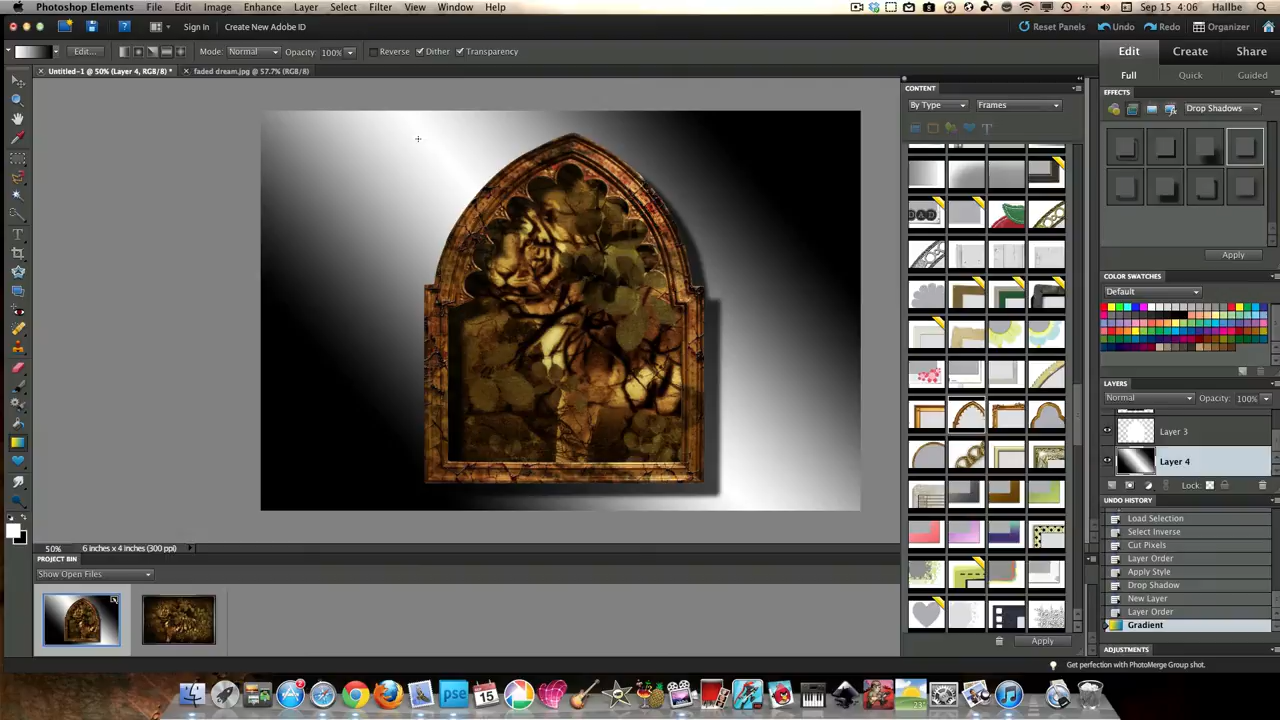 Photoshop Elements File Edit Image Enhance Layer Select Filter View Window Help Sep 15 4:06 Hallbe
Sign In Create New Adobe ID Reset Panels Undo Redo Organizer
Edit... Mode: Normal Opacity: 100% Reverse Dither Transparency
Edit Create Share
Untitled-1 @ 50% (Layer 4, RGB/8) * faded dream.jpg @ 57.7% (RGB/8)
Full Quick Guided
CONTENT
EFFECTS
By Type Frames
Drop Shadows
Apply
COLOR SWATCHES
Default
LAYERS
Normal Opacity: 100%
Layer 3
Layer 4
Lock:
UNDO HISTORY
Load Selection
Select Inverse
Cut Pixels
Layer Order
Apply Style
Drop Shadow
New Layer
Layer Order
Gradient
50% 6 inches x 4 inches (300 ppi)
PROJECT BIN
Show Open Files
Apply
ADJUSTMENTS
Get perfection with PhotoMerge Group shot.
pse
15
23°